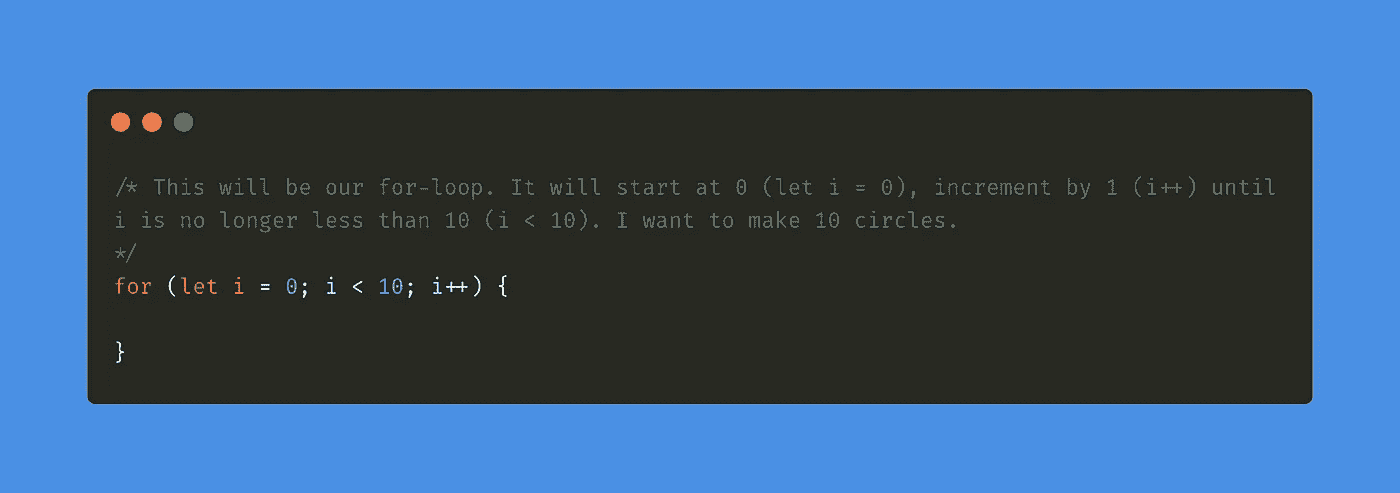 /* This will be our for-loop. It will start at 0 (let i = 0), increment by 1 (i++) until
i is no longer less than 10 (i < 10). I want to make 10 circles.
*/
for (let i = 0; i < 10; i++) {
}